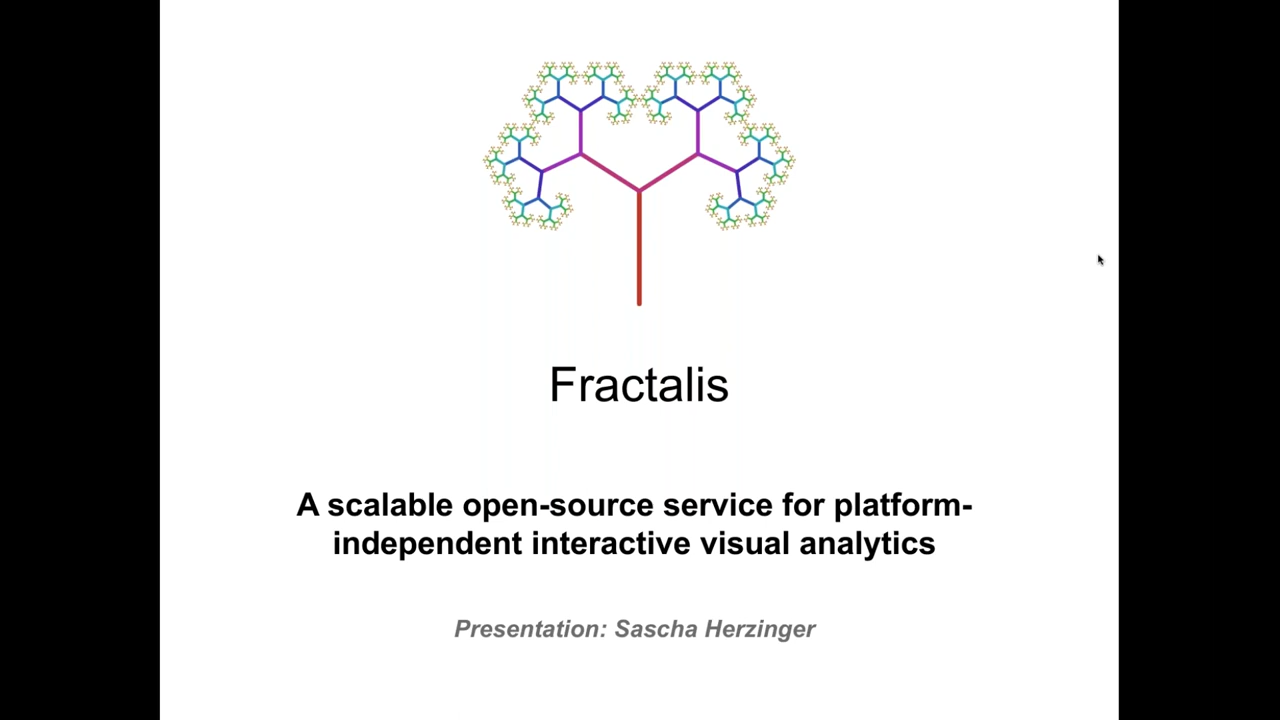 Fractalis
A scalable open-source service for platform-
independent interactive visual analytics
Presentation: Sascha Herzinger